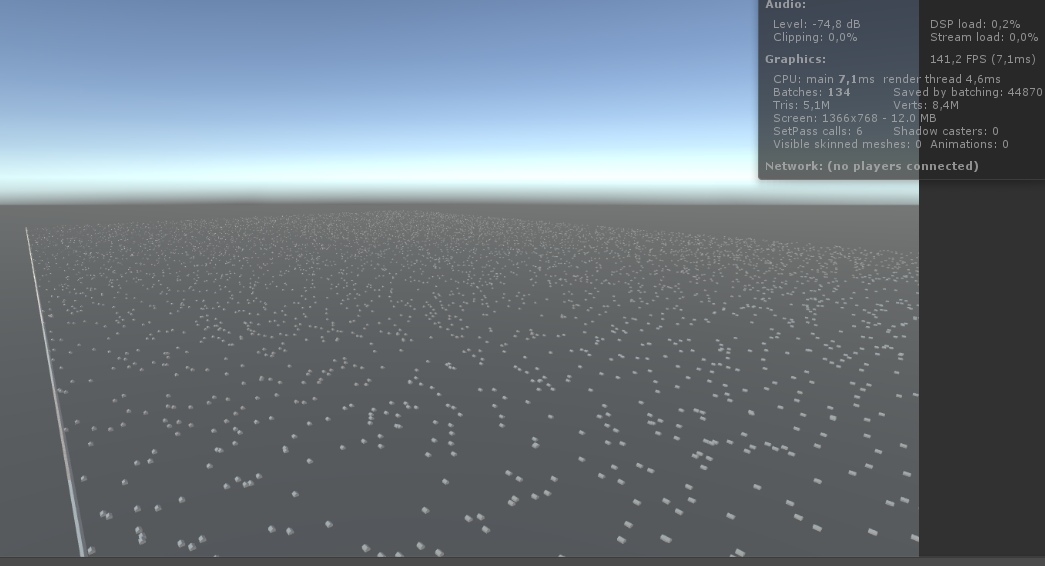 Audio:
Level: -74,8 dB DSP load: 0,2%
Clipping: 0,0% Stream load: 0,0%
Graphics: 141,2 FPS (7,1ms)
CPU: main 7,1ms render thread 4,6ms
Batches: 134 Saved by batching: 44870
Tris: 5,1M Verts: 8,4M
Screen: 1366x768 - 12.0 MB
SetPass calls: 6 Shadow casters: 0
Visible skinned meshes: 0 Animations: 0
Network: (no players connected)